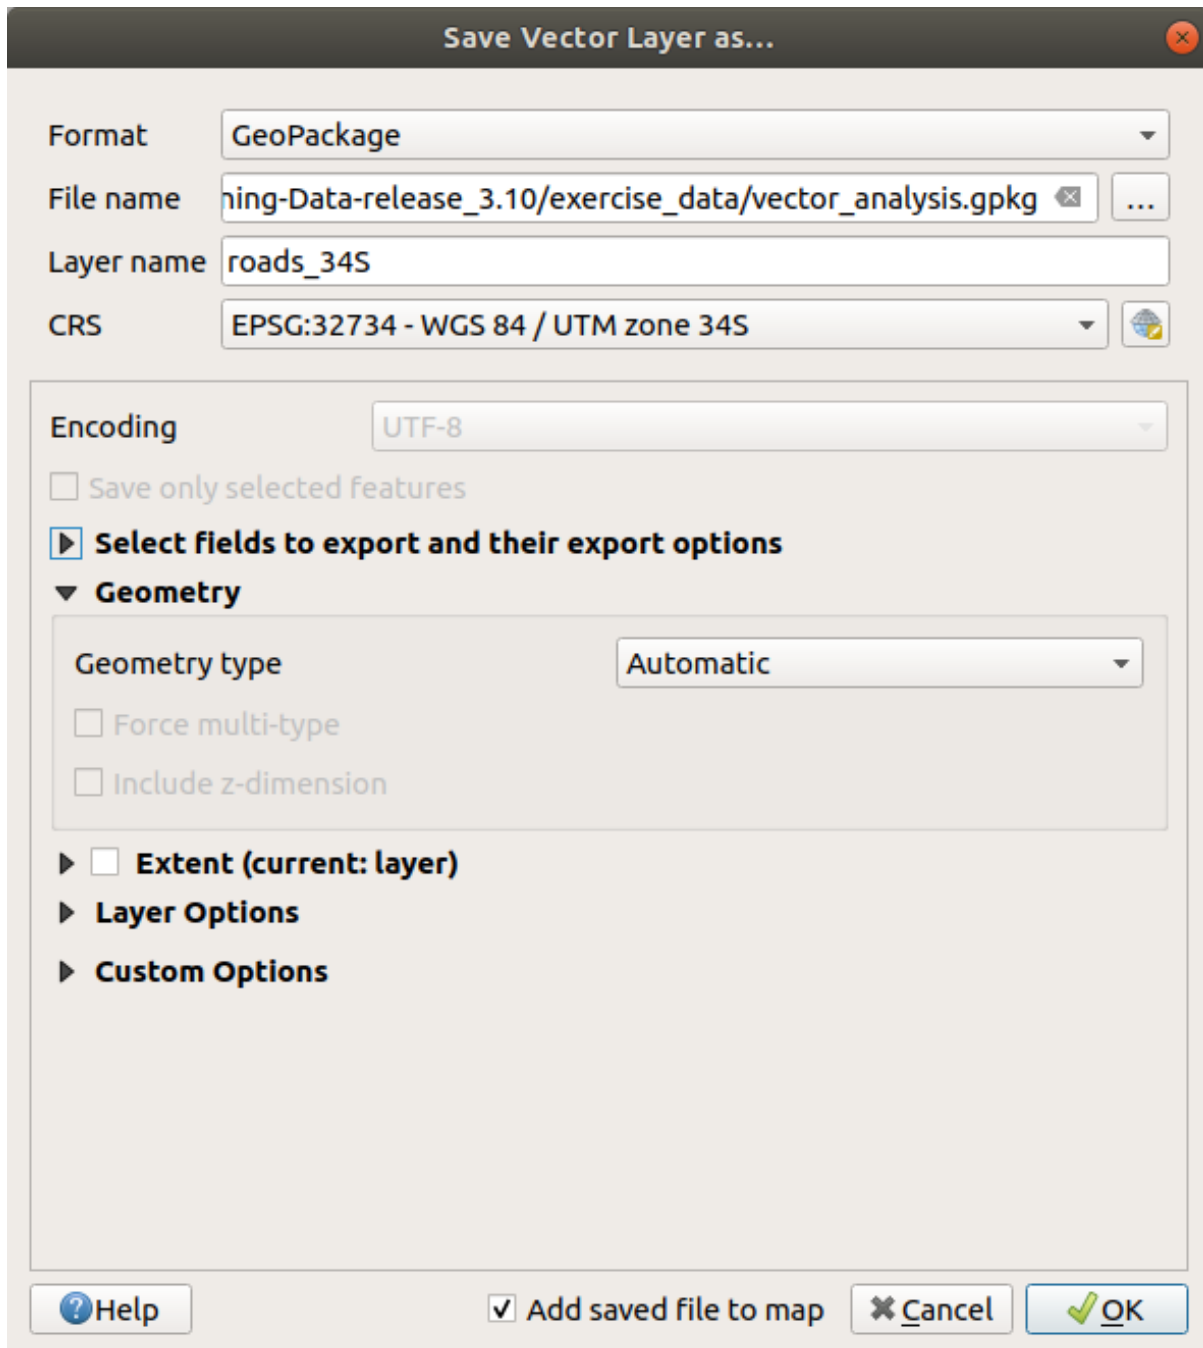 Save Vector Layer as...
Format GeoPackage
File name ning-Data-release_3.10/exercise_data/vector_analysis.gpkg ...
Layer name roads_34S
CRS EPSG:32734 - WGS 84 / UTM zone 34S
Encoding UTF-8
Save only selected features
Select fields to export and their export options
Geometry
Geometry type Automatic
Force multi-type
Include z-dimension
Extent (current: layer)
Layer Options
Custom Options
Help Add saved file to map Cancel OK